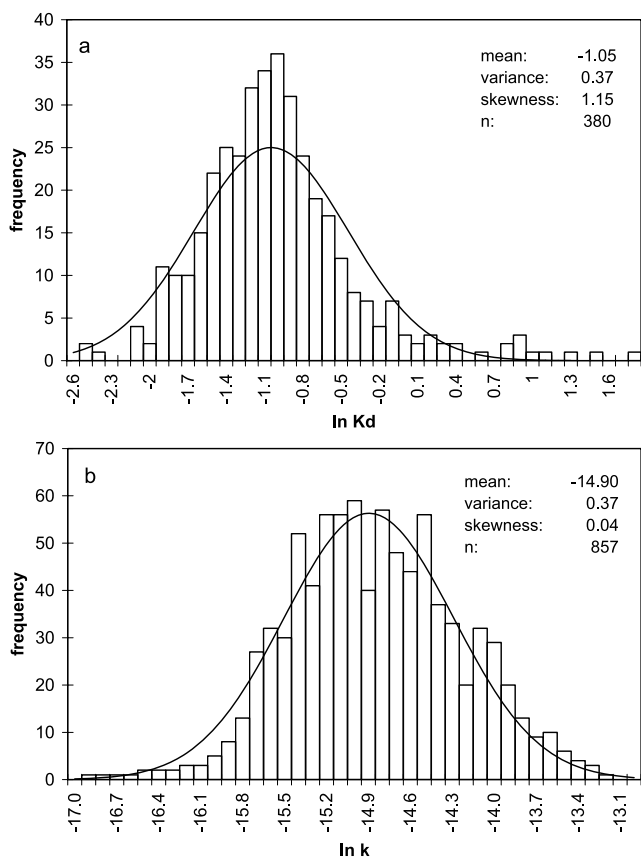 a
mean: -1.05
variance: 0.37
skewness: 1.15
n: 380
40
35
30
25
20
15
10
5
0
frequency
-2.6 -2.3 -2 -1.7 -1.4 -1.1 -0.8 -0.5 -0.2 0.1 0.4 0.7 1 1.3 1.6
ln Kd
b
mean: -14.90
variance: 0.37
skewness: 0.04
n: 857
70
60
50
40
30
20
10
0
frequency
-17.0 -16.7 -16.4 -16.1 -15.8 -15.5 -15.2 -14.9 -14.6 -14.3 -14.0 -13.7 -13.4 -13.1
ln k